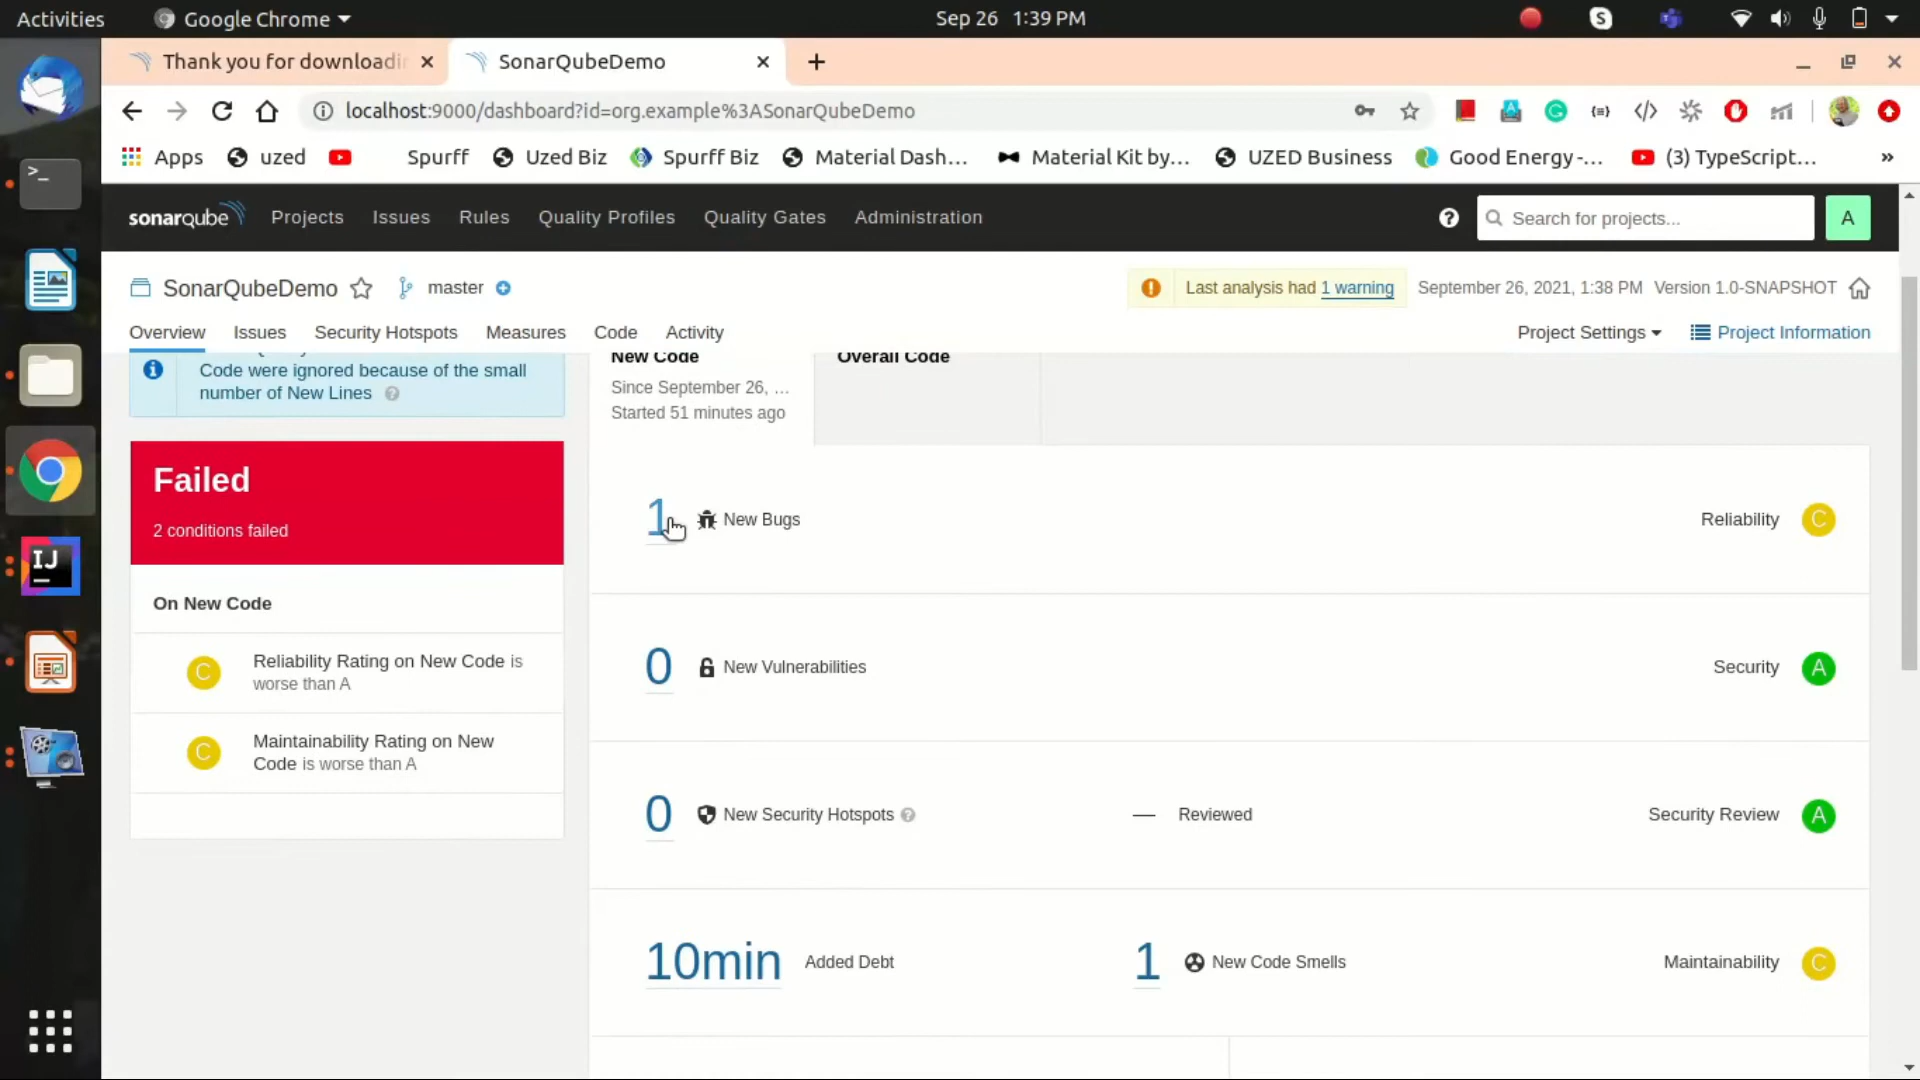 Activities
Google Chrome
Sep 26 1:39 PM
Thank you for downloadi
SonarQubeDemo
localhost:9000/dashboard?id=org.example%3ASonarQubeDemo
Apps
uzed
Spurff
Uzed Biz
Spurff Biz
Material Dash...
Material Kit by...
UZED Business
Good Energy -...
(3) TypeScript...
»
sonarqube
Projects
Issues
Rules
Quality Profiles
Quality Gates
Administration
Search for projects...
A
SonarQubeDemo
master
Last analysis had 1 warning
September 26, 2021, 1:38 PM
Version 1.0-SNAPSHOT
Overview
Issues
Security Hotspots
Measures
Code
Activity
Project Settings
Project Information
Code were ignored because of the small
number of New Lines
New Code
Since September 26, ...
Started 51 minutes ago
Overall Code
Failed
2 conditions failed
On New Code
C
Reliability Rating on New Code is
worse than A
C
Maintainability Rating on New
Code is worse than A
1
New Bugs
Reliability
C
0
New Vulnerabilities
Security
A
0
New Security Hotspots
— Reviewed
Security Review
A
10min
Added Debt
1
New Code Smells
Maintainability
C